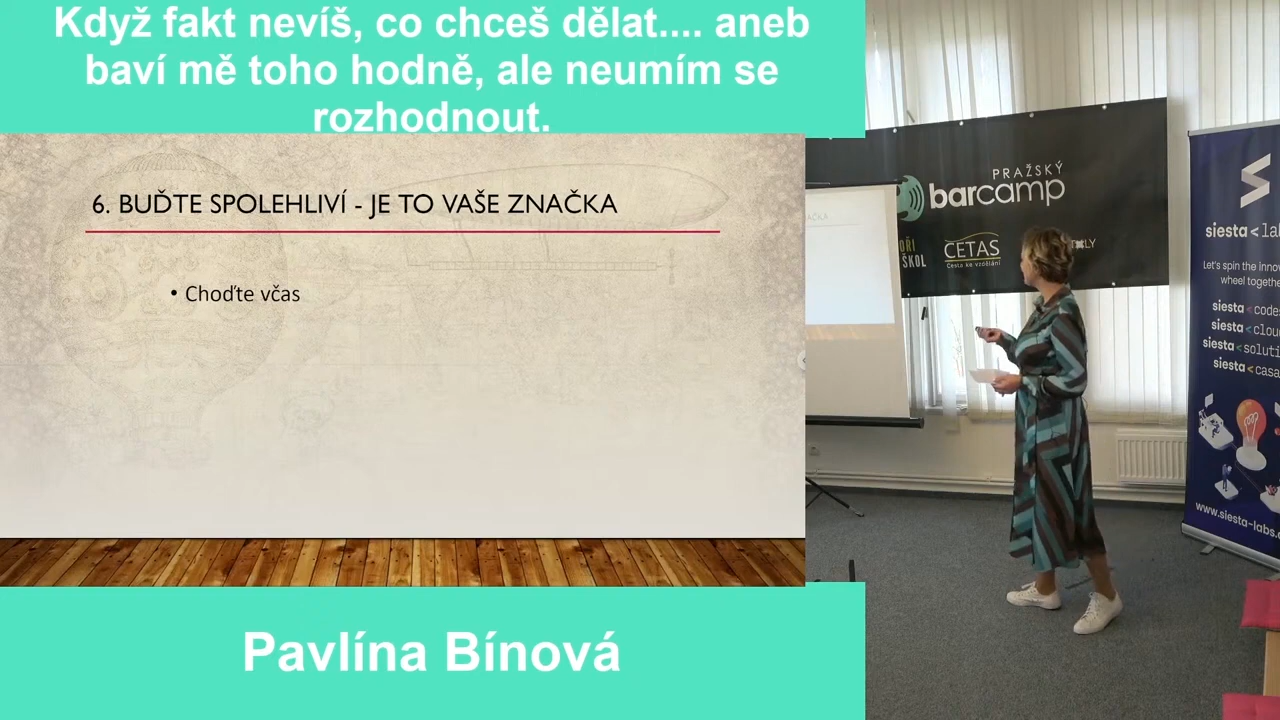 Když fakt nevíš, co chceš dělat.... aneb
baví mě toho hodně, ale neumím se
rozhodnout.
6. BUĎTE SPOLEHLIVÍ - JE TO VAŠE ZNAČKA
• Choďte včas
Pavlína Bínová
PRAŽSKÝ
barcamp
CETAS
Cesta ke vzdělání
siesta<la
Let's spin the innov
wheel togethe
siesta<code
siesta<clou
siesta<soluti
siesta<casa
www.siesta-labs.